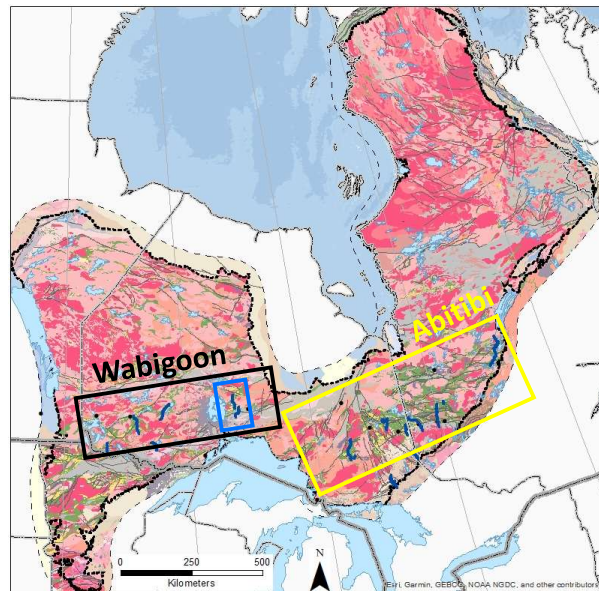 Abitibi
Wabigoon
0 250 500
Kilometers
N
Esri, Garmin, GEBCO, NOAA NGDC, and other contributors